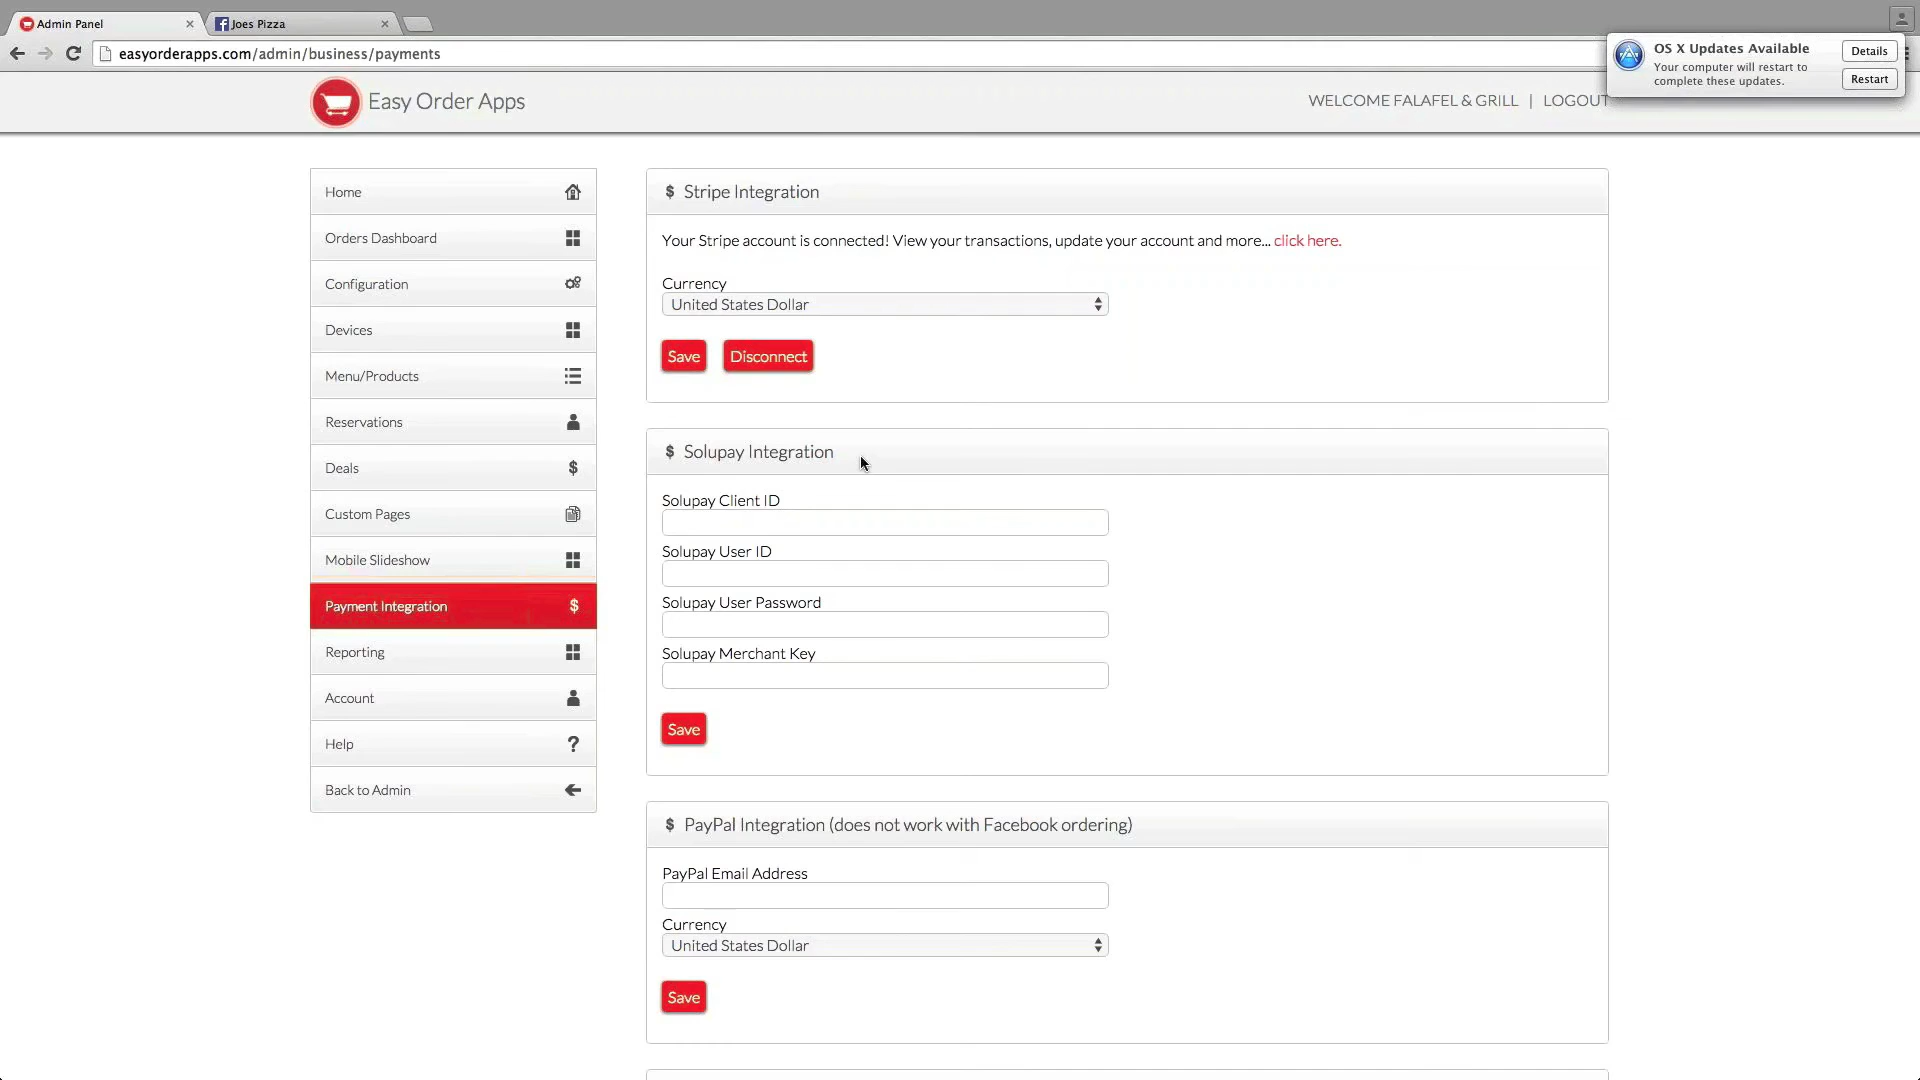 Admin Panel
Joes Pizza
easyorderapps.com/admin/business/payments
OS X Updates Available
Your computer will restart to
complete these updates.
Details
Restart
Easy Order Apps
WELCOME FALAFEL & GRILL | LOGOUT
Home
Orders Dashboard
Configuration
Devices
Menu/Products
Reservations
Deals
$
Custom Pages
Mobile Slideshow
Payment Integration
$
Reporting
Account
Help
?
Back to Admin
$ Stripe Integration
Your Stripe account is connected! View your transactions, update your account and more... click here.
Currency
United States Dollar
Save
Disconnect
$ Solupay Integration
Solupay Client ID
Solupay User ID
Solupay User Password
Solupay Merchant Key
Save
$ PayPal Integration (does not work with Facebook ordering)
PayPal Email Address
Currency
United States Dollar
Save